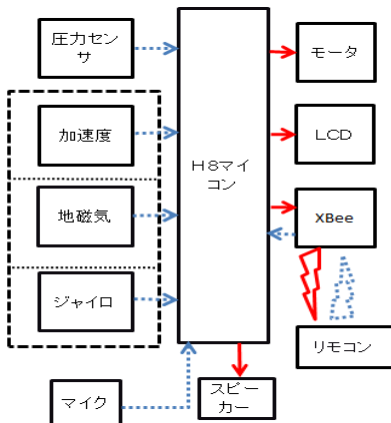 圧力セン
サ
加速度
地磁気
ジャイロ
マイク
H8マイ
コン
スピー
カー
モータ
LCD
XBee
リモコン